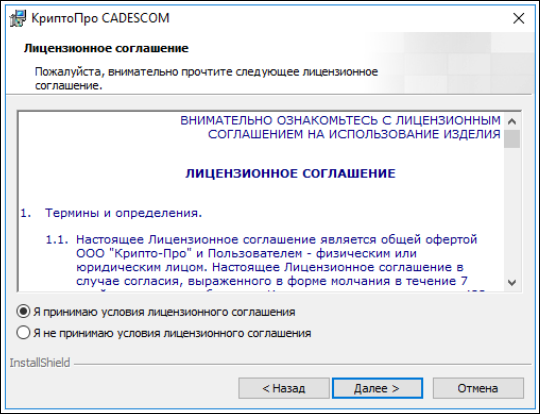 КриптоПро CADESCOM
Лицензионное соглашение
Пожалуйста, внимательно прочтите следующее лицензионное
соглашение.
ВНИМАТЕЛЬНО ОЗНАКОМЬТЕСЬ С ЛИЦЕНЗИОННЫМ
СОГЛАШЕНИЕМ НА ИСПОЛЬЗОВАНИЕ ИЗДЕЛИЯ
ЛИЦЕНЗИОННОЕ СОГЛАШЕНИЕ
1. Термины и определения.
1.1. Настоящее Лицензионное соглашение является общей офертой
ООО "Крипто-Про" и Пользователем - физическим или
юридическим лицом. Настоящее Лицензионное соглашение в
случае согласия, выраженного в форме молчания в течение 7
Я принимаю условия лицензионного соглашения
Я не принимаю условия лицензионного соглашения
InstallShield
< Назад
Далее >
Отмена